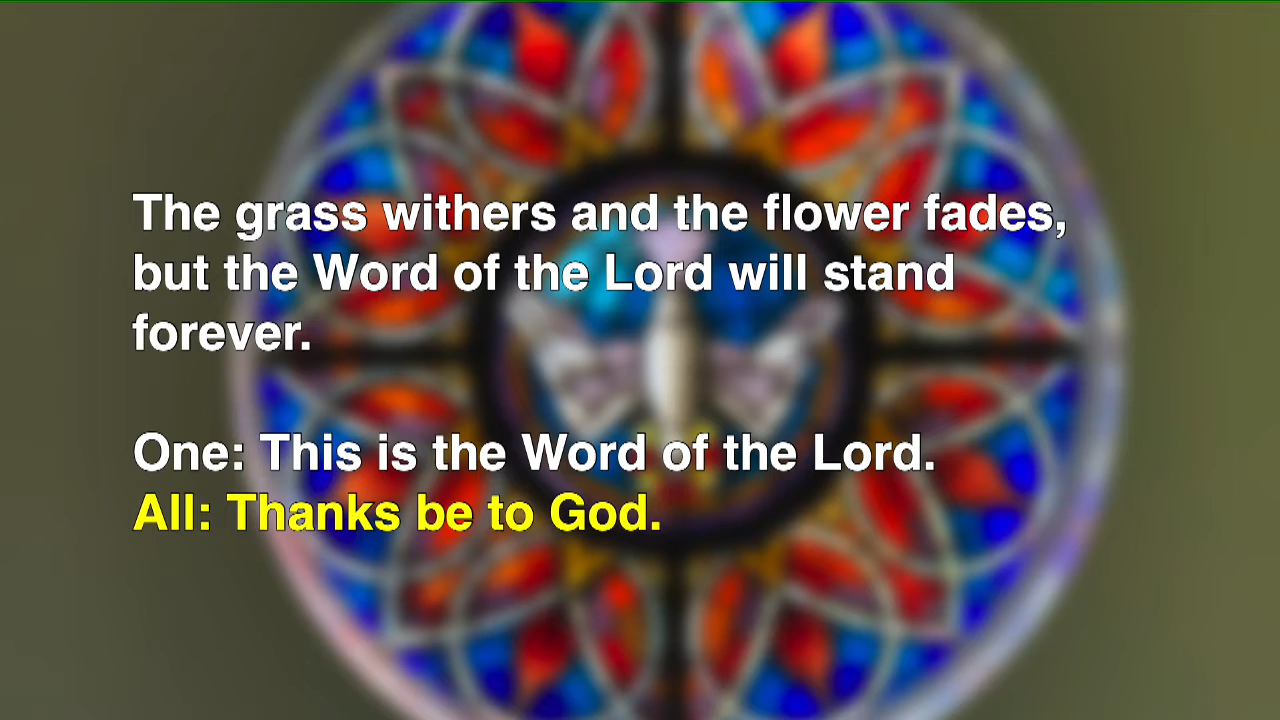 The grass withers and the flower fades,
but the Word of the Lord will stand
forever.
One: This is the Word of the Lord.
All: Thanks be to God.